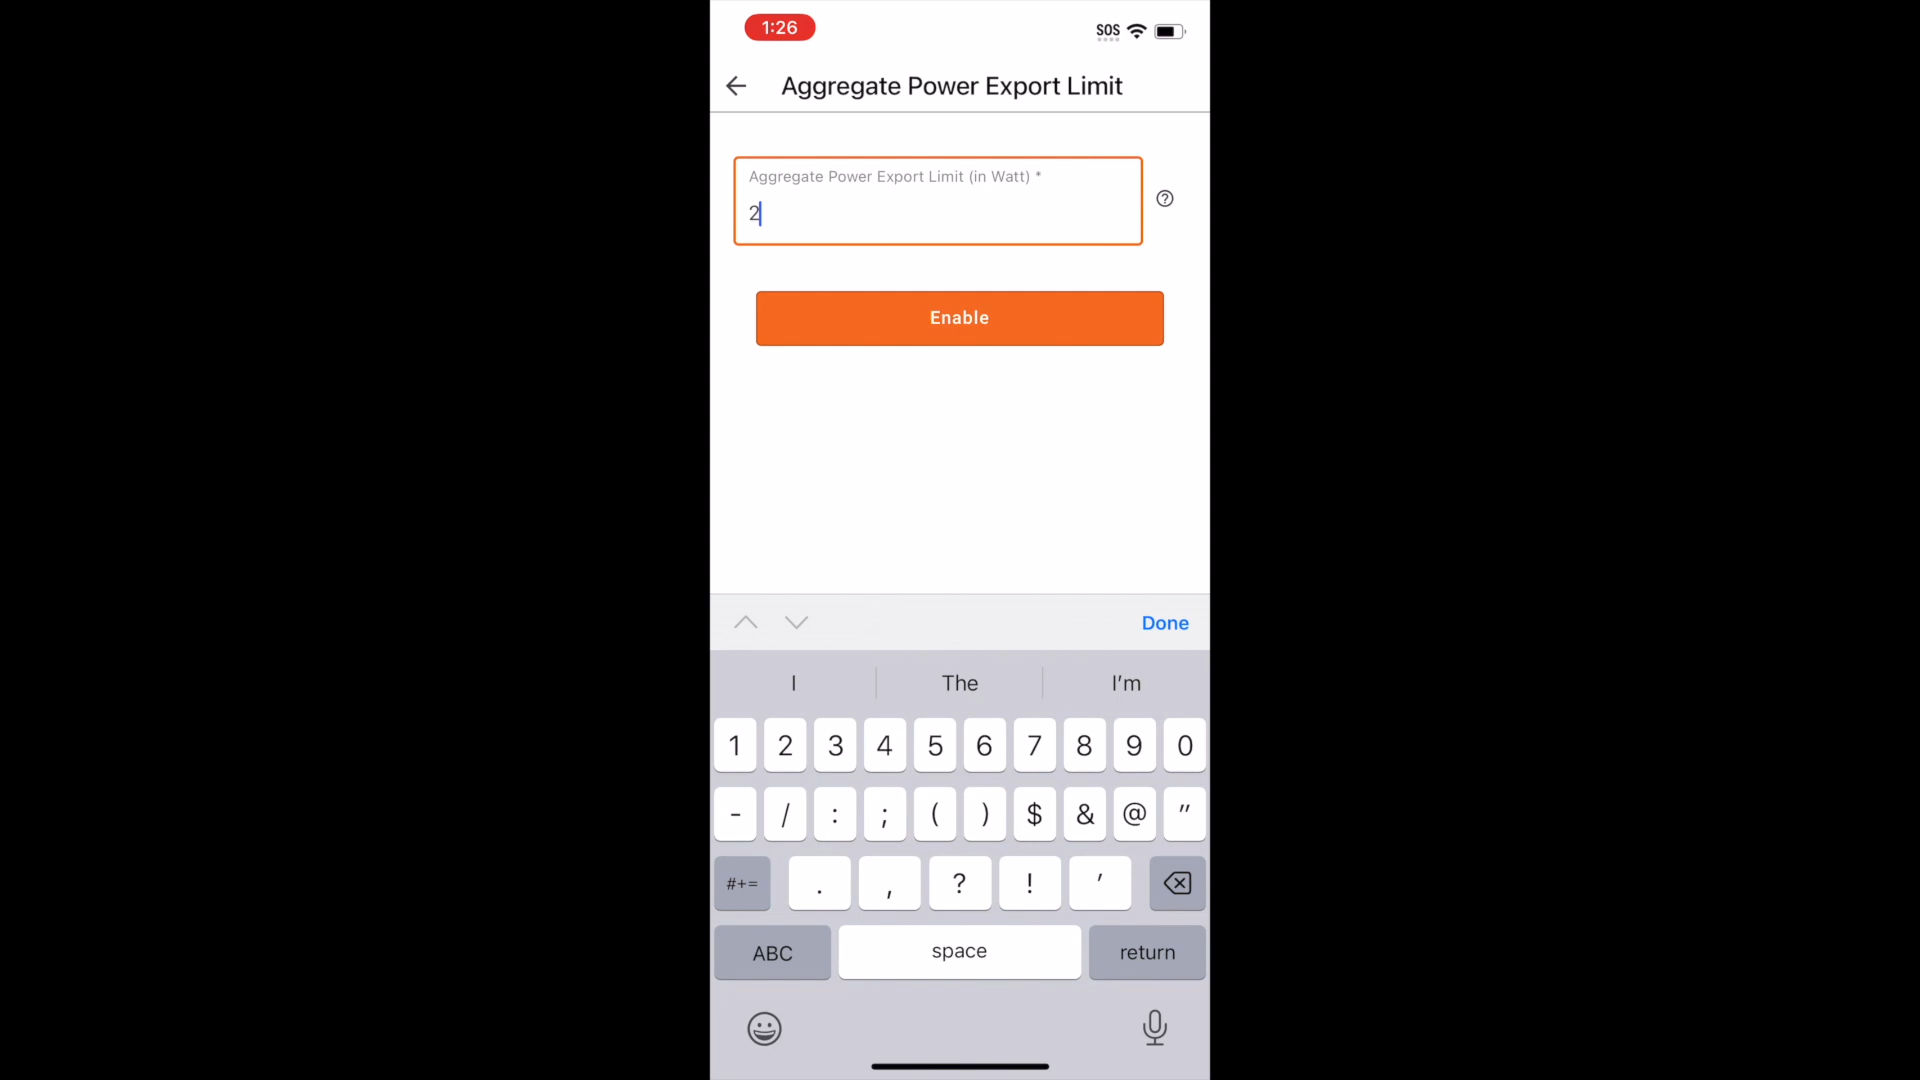 1:26
SOS
Aggregate Power Export Limit
Aggregate Power Export Limit (in Watt) *
2
?
Enable
Done
I The I'm
1 2 3 4 5 6 7 8 9 0
- / : ; ( ) $ & @ "
#+= . , ? ! '
ABC space return